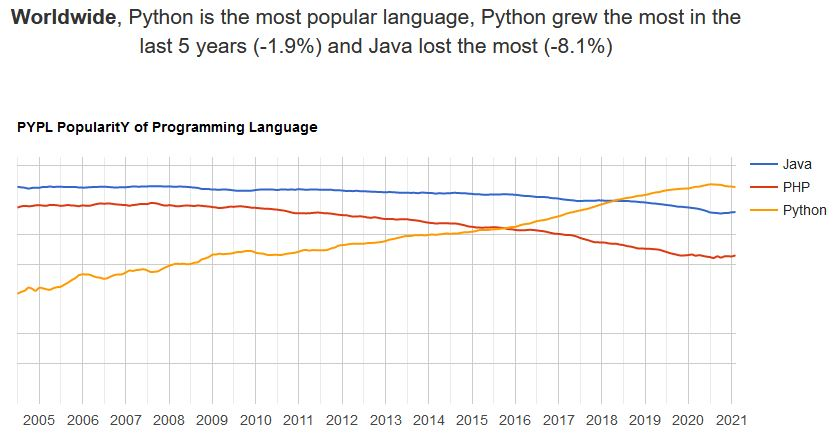 Worldwide, Python is the most popular language, Python grew the most in the
last 5 years (-1.9%) and Java lost the most (-8.1%)
PYPL PopularitY of Programming Language
Java
PHP
Python
2005 2006 2007 2008 2009 2010 2011 2012 2013 2014 2015 2016 2017 2018 2019 2020 2021